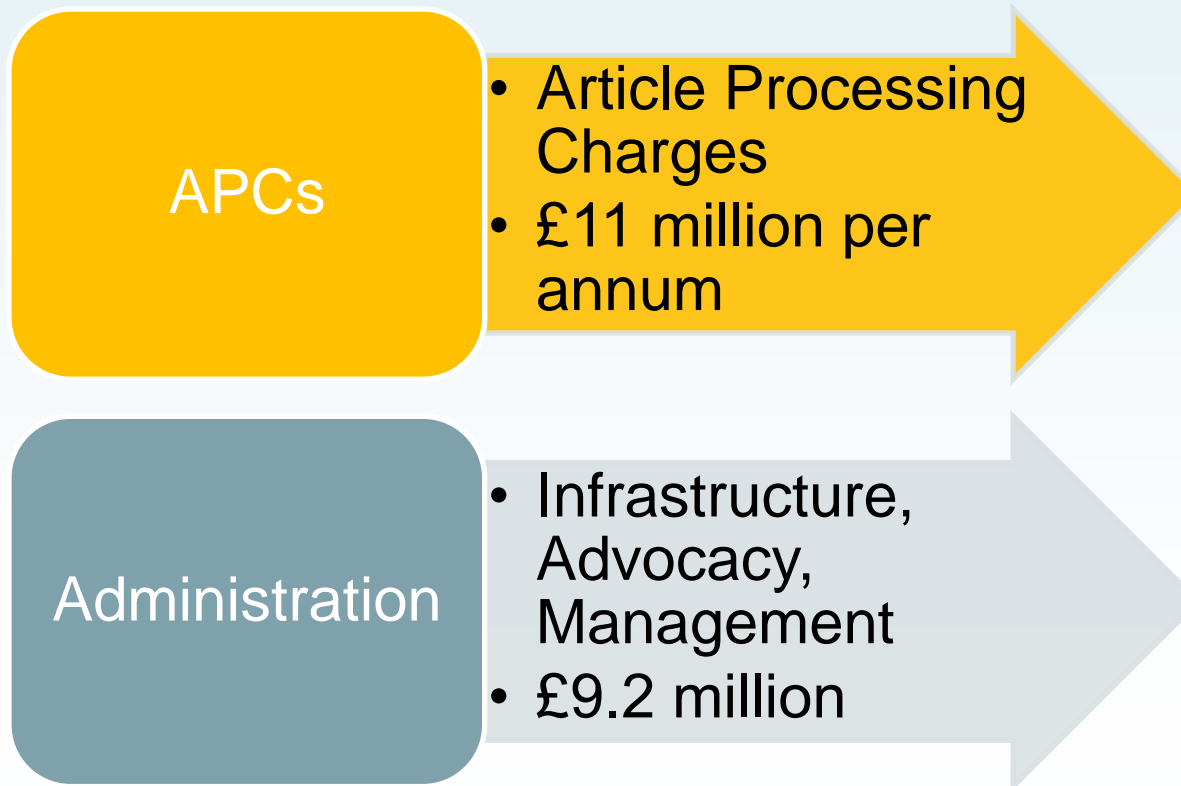 APCs
• Article Processing
Charges
• £11 million per
annum
Administration
• Infrastructure,
Advocacy,
Management
• £9.2 million